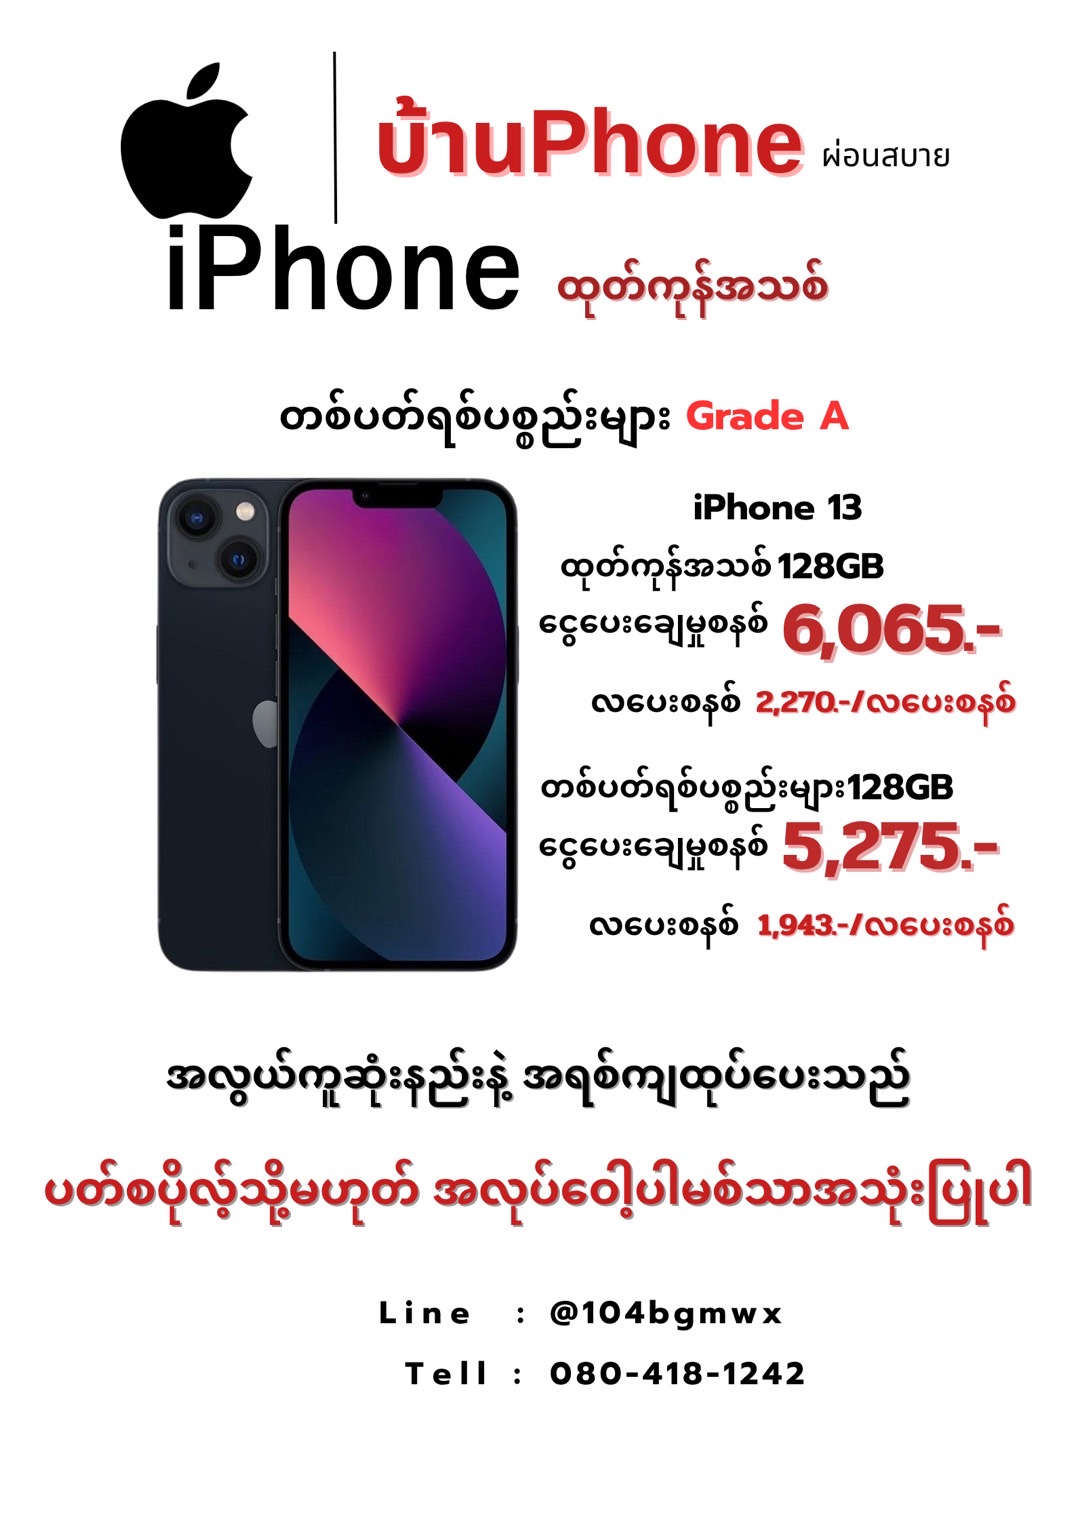 บ้านPhone ผ่อนสบาย
iPhone ထုတ်ကုန်အသစ်
တစ်ပတ်ရစ်ပစ္စည်းများ Grade A
iPhone 13
ထုတ်ကုန်အသစ် 128GB
ငွေပေးချေမှုစနစ် 6,065.-
လပေးစနစ် 2,270.-/လပေးစနစ်
တစ်ပတ်ရစ်ပစ္စည်းများ128GB
ငွေပေးချေမှုစနစ် 5,275.-
လပေးစနစ် 1,943.-/လပေးစနစ်
အလွယ်ကူဆုံးနည်းနဲ့ အရစ်ကျထုပ်ပေးသည်
ပတ်စပိုလ့်သို့မဟုတ် အလုပ်ဝေါ့ပါမစ်သာအသုံးပြုပါ
Line : @104bgmwx
Tell : 080-418-1242